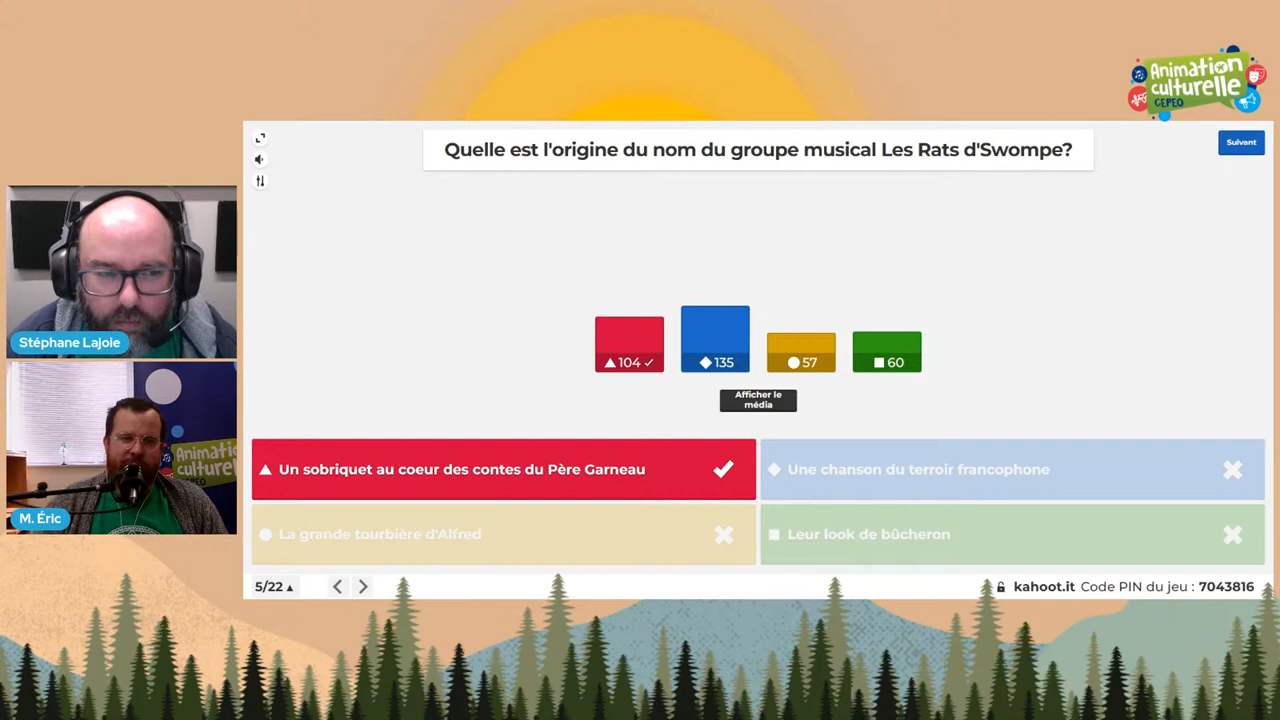 Animation
culturelle
CEPEO
Quelle est l'origine du nom du groupe musical Les Rats d'Swompe?
Suivant
Stéphane Lajoie
104
135
57
60
Afficher le
média
Un sobriquet au coeur des contes du Père Garneau
Une chanson du terroir francophone
Animation
culturelle
M. Éric
La grande tourbière d'Alfred
Leur look de bûcheron
5/22
kahoot.it Code PIN du jeu : 7043816